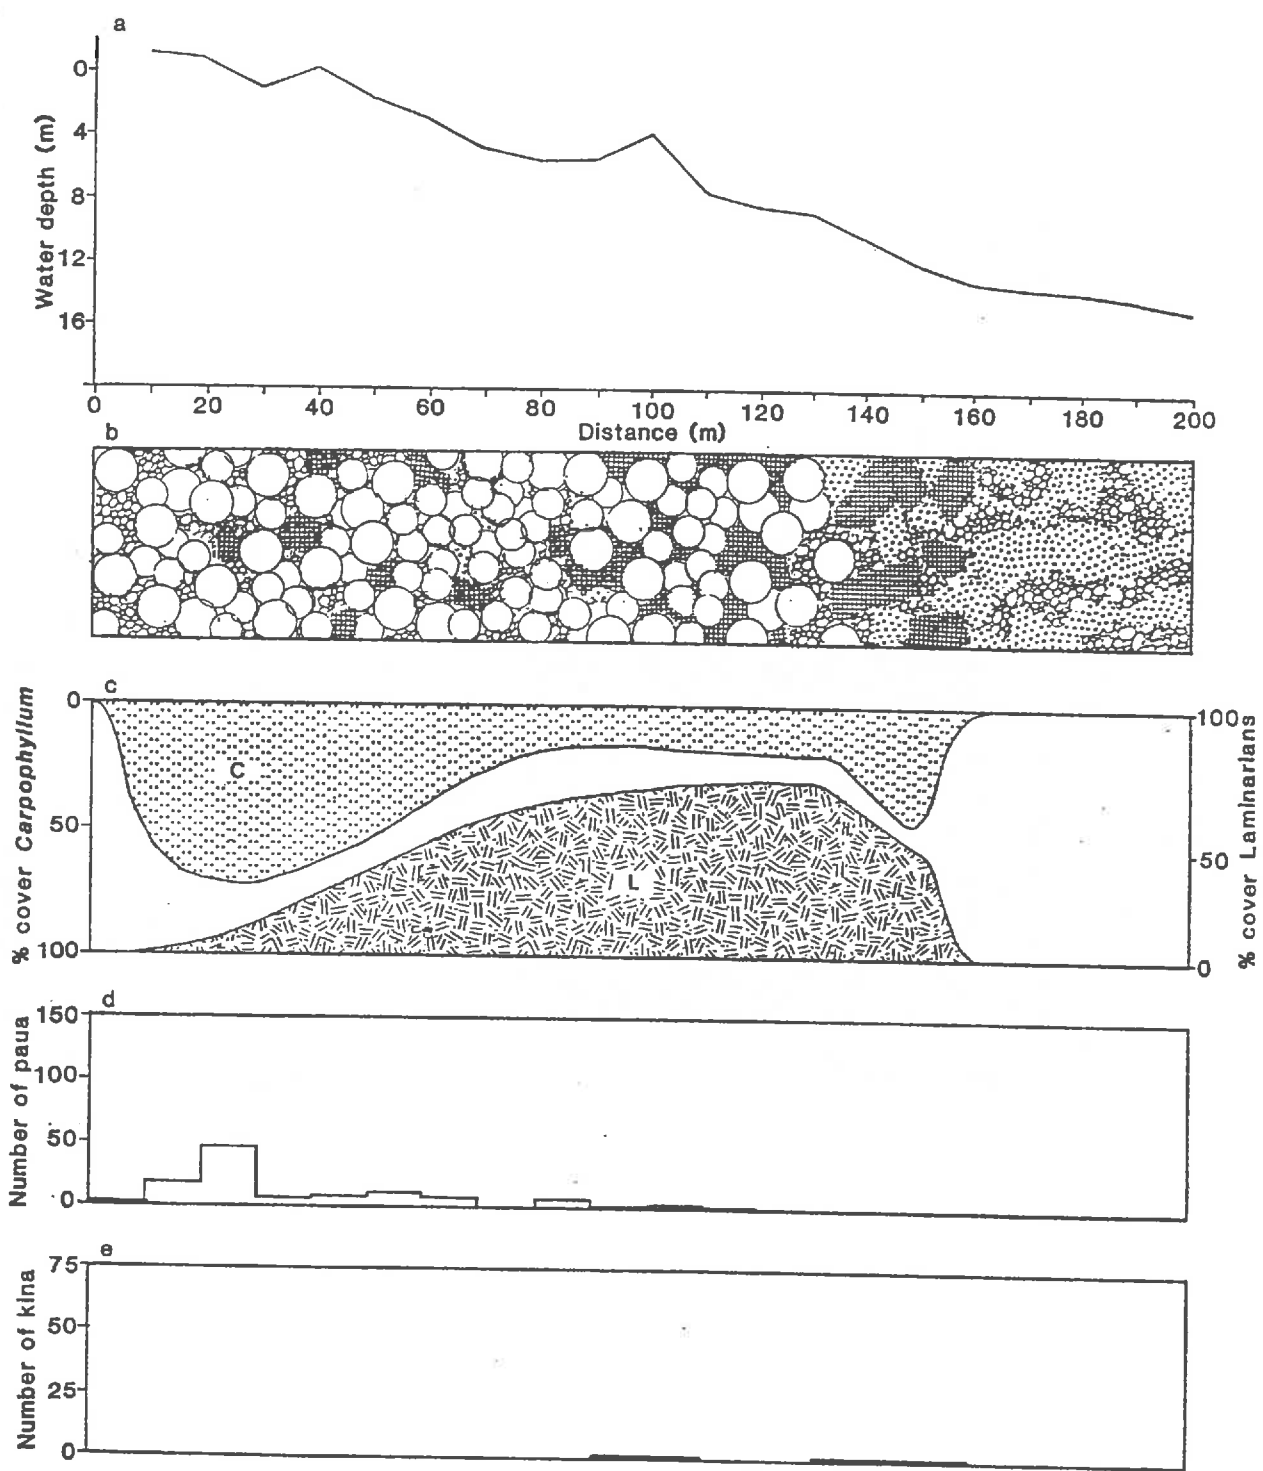 a
Water depth (m)
0
4
8
12
16
0 20 40 60 80 100 120 140 160 180 200
Distance (m)
b
c
% cover Carpophyllum
0
50
100
C
L
100
50
0
% cover Laminarians
d
Number of paua
150
100
50
0
e
Number of kina
75
50
25
0